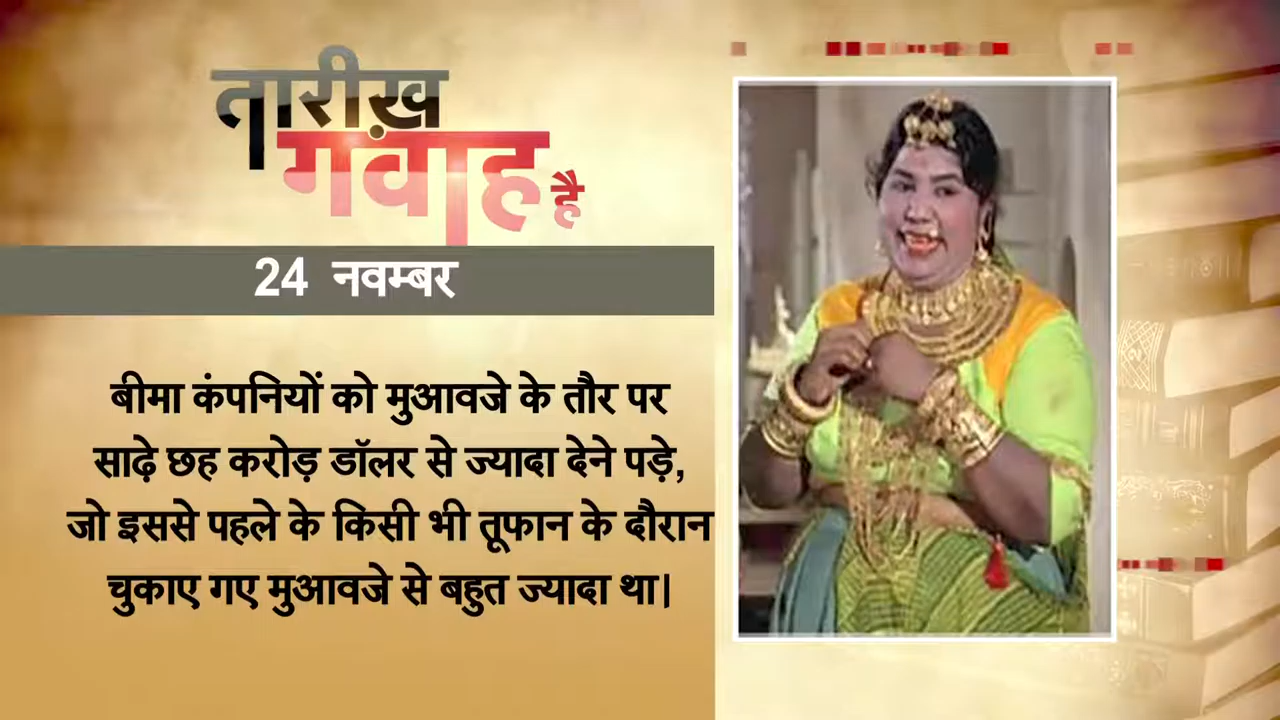 तारीख़
गवाह है
24 नवम्बर
बीमा कंपनियों को मुआवजे के तौर पर
साढ़े छह करोड़ डॉलर से ज्यादा देने पड़े,
जो इससे पहले के किसी भी तूफान के दौरान
चुकाए गए मुआवजे से बहुत ज्यादा था।